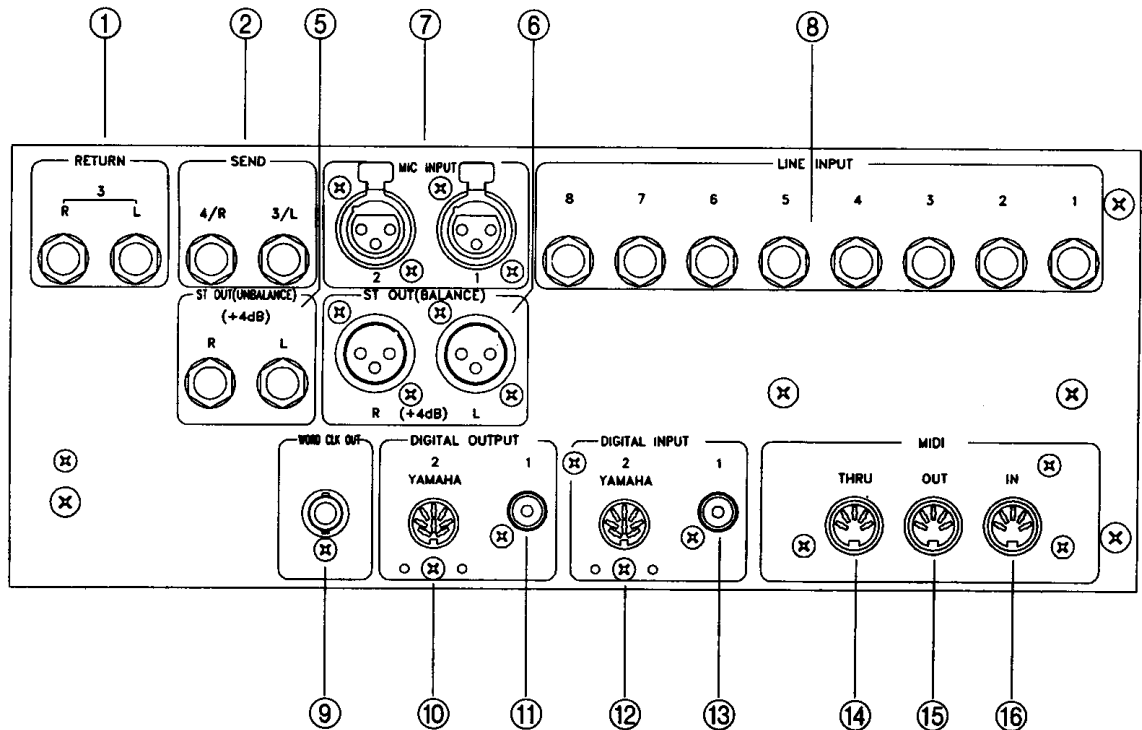 ① ② ⑤ ⑦ ⑥ ⑧
RETURN SEND MIC INPUT LINE INPUT
3
R L 4/R 3/L 8 7 6 5 4 3 2 1
2 1
ST OUT(UNBALANCE) ST OUT(BALANCE)
(+4dB)
R L
R (+4dB) L
WORD CLK OUT DIGITAL OUTPUT DIGITAL INPUT MIDI
2 1 2 1
YAMAHA YAMAHA THRU OUT IN
⑨ ⑩ ⑪ ⑫ ⑬ ⑭ ⑮ ⑯